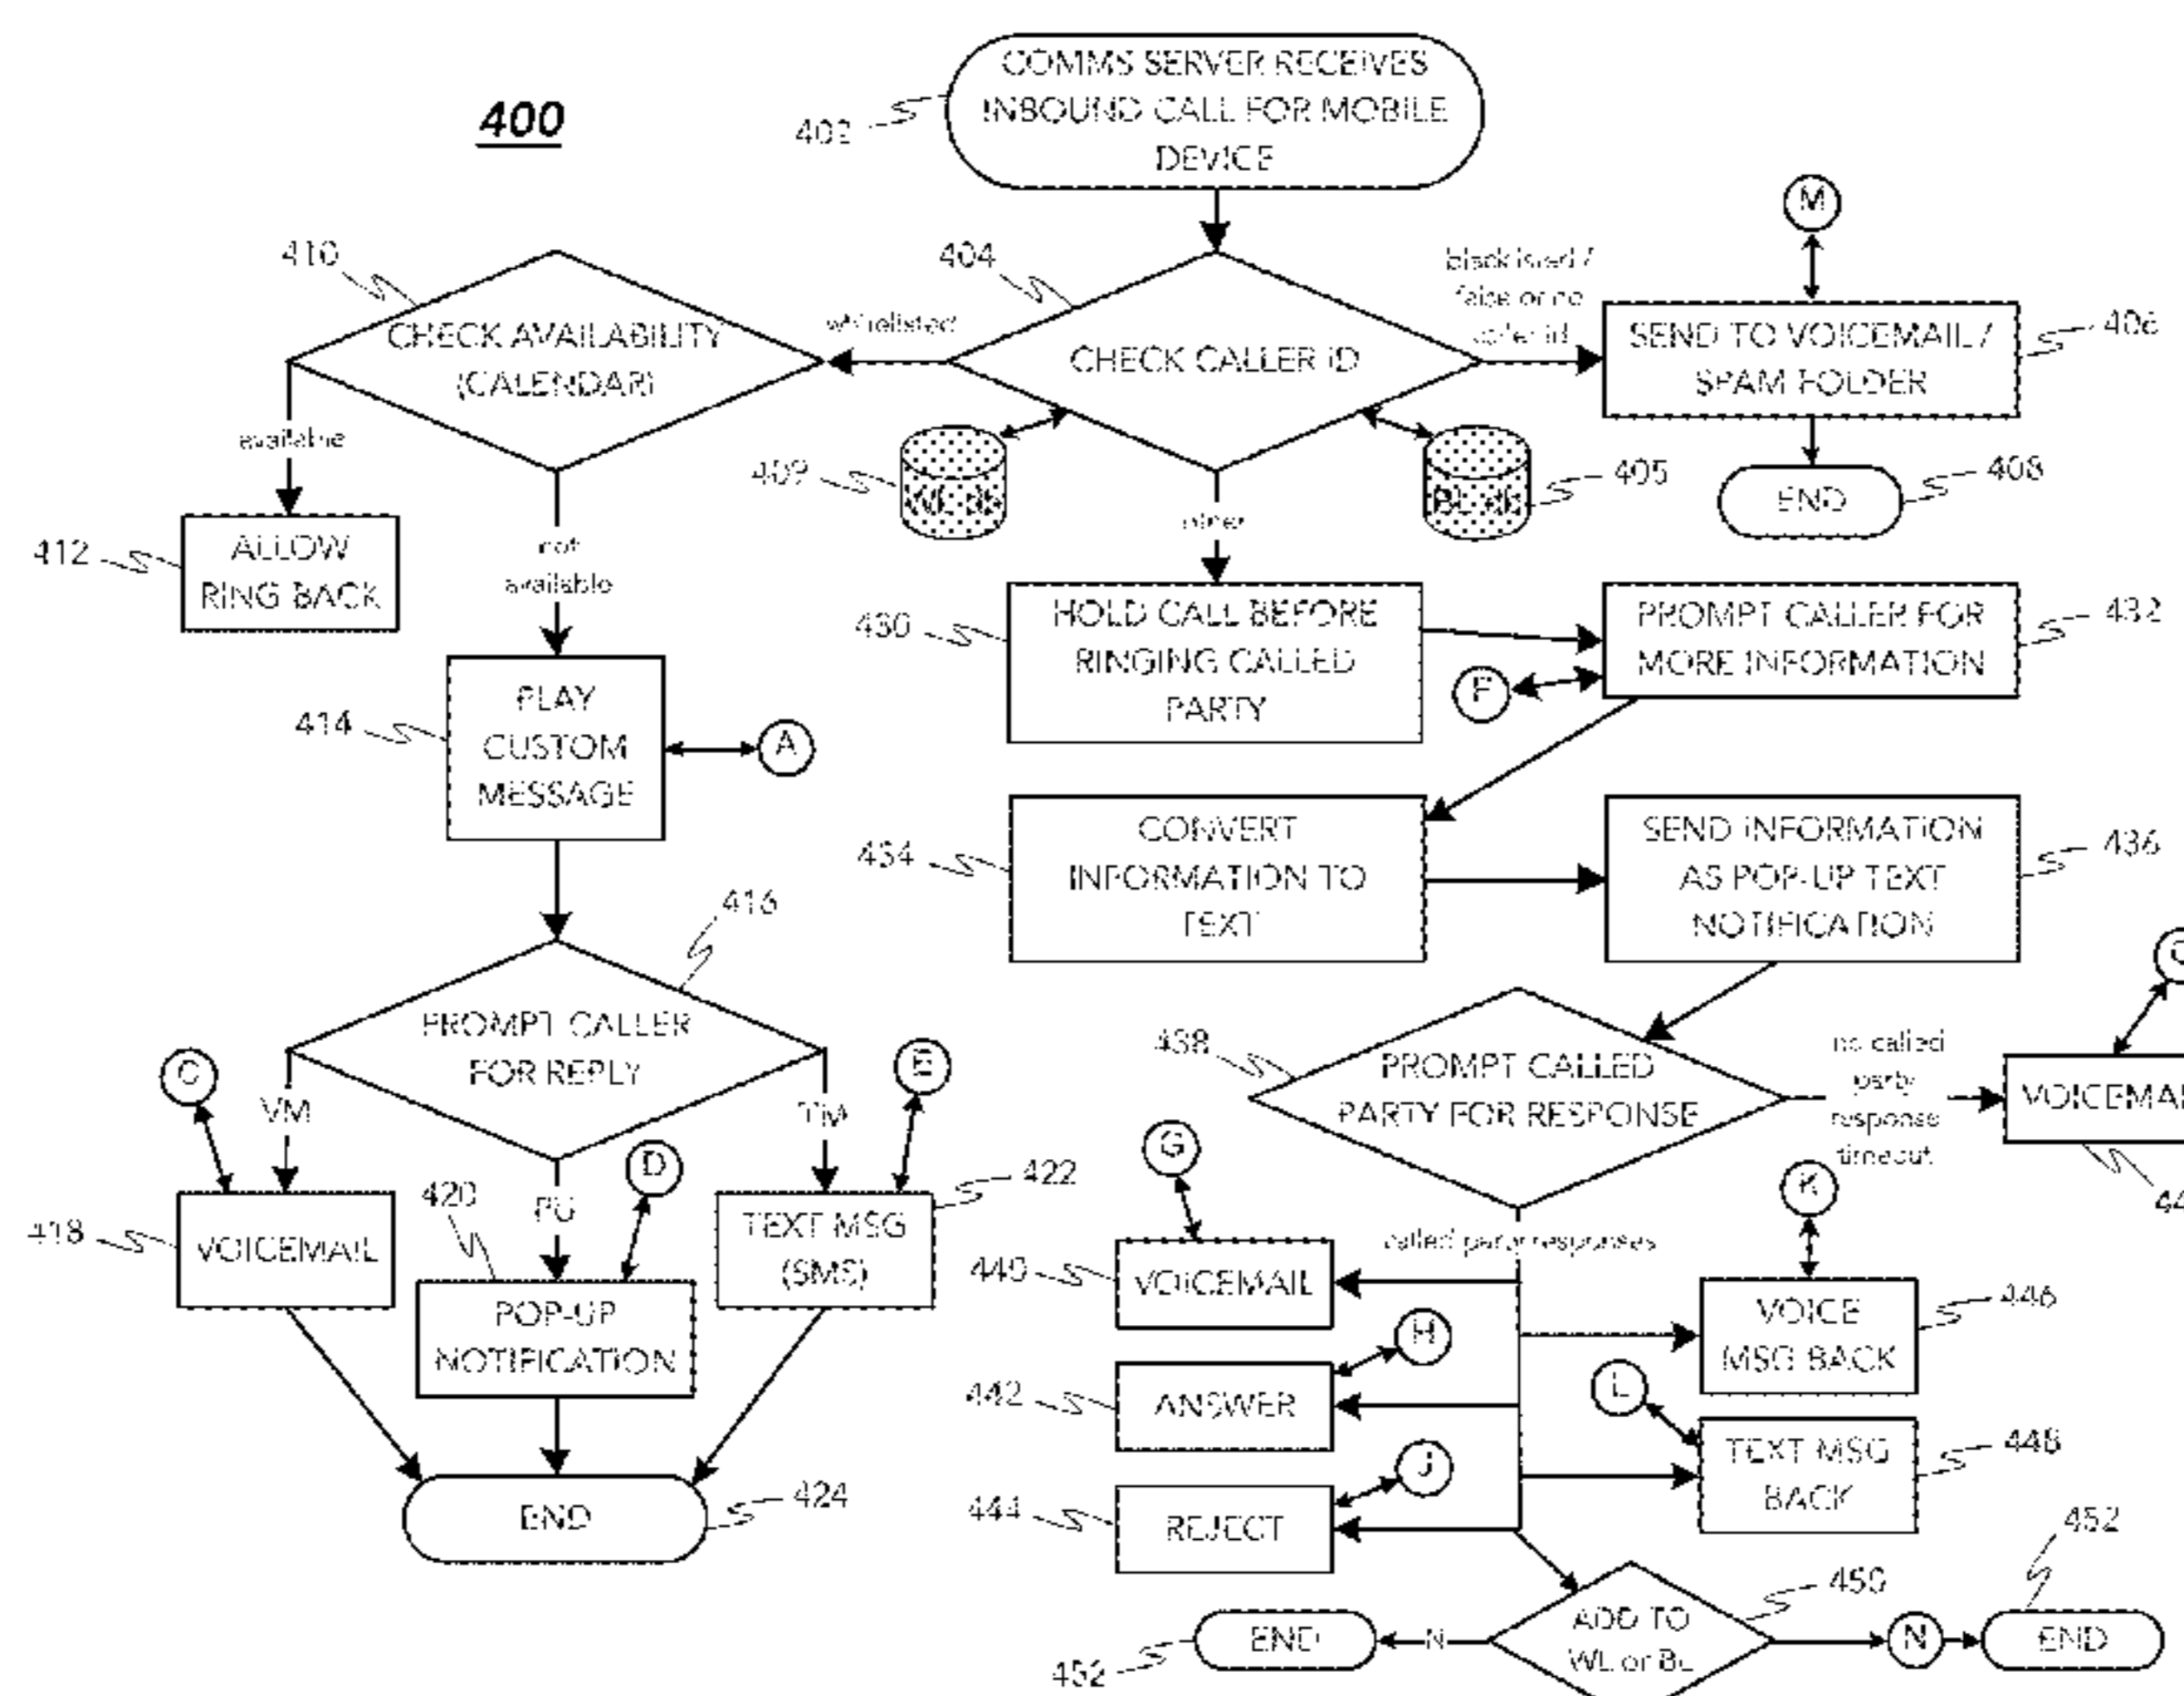 400
COMMS SERVER RECEIVES
INBOUND CALL FOR MOBILE
DEVICE
402
M
410
404
blacklisted /
false or no
caller id
whitelisted
CHECK AVAILABILITY
(CALENDAR)
CHECK CALLER ID
SEND TO VOICEMAIL /
SPAM FOLDER
406
available
409
WL db
BL db
405
END
408
other
not
available
412
ALLOW
RING BACK
430
HOLD CALL BEFORE
RINGING CALLED
PARTY
PROMPT CALLER FOR
MORE INFORMATION
432
F
414
PLAY
CUSTOM
MESSAGE
A
434
CONVERT
INFORMATION TO
TEXT
SEND INFORMATION
AS POP-UP TEXT
NOTIFICATION
436
416
PROMPT CALLER
FOR REPLY
438
PROMPT CALLED
PARTY FOR RESPONSE
no called
party
response
timeout
C
VM
TM
E
D
PU
G
K
418
VOICEMAIL
420
POP-UP
NOTIFICATION
TEXT MSG
(SMS)
422
called party responses
440
VOICEMAIL
VOICE
MSG BACK
446
H
442
ANSWER
L
TEXT MSG
BACK
448
J
444
REJECT
END
424
452
450
ADD TO
WL or BL
N
END
452
N
END